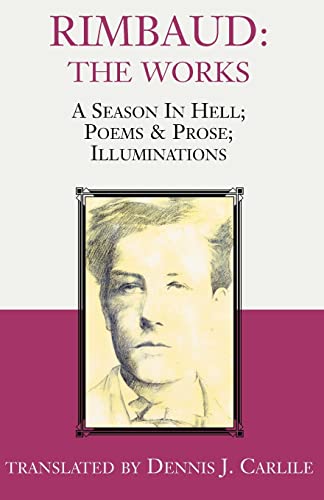 RIMBAUD:
THE WORKS
A SEASON IN HELL;
POEMS & PROSE;
ILLUMINATIONS
TRANSLATED BY DENNIS J. CARLILE